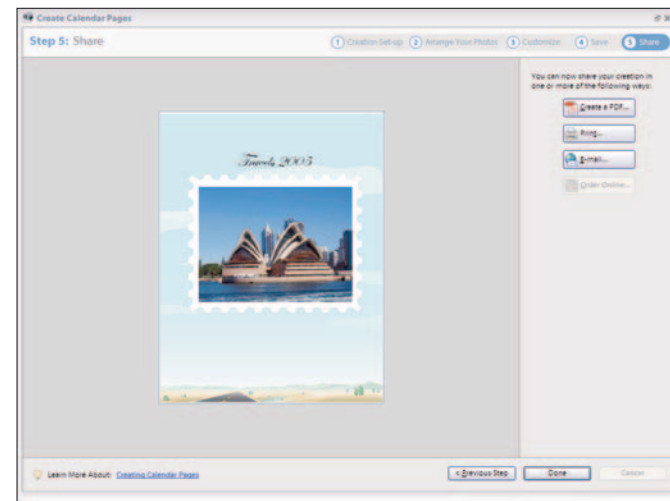 Create Calendar Pages
Step 5: Share
1 Creation Set-up 2 Arrange Your Photos 3 Customize 4 Save 5 Share
You can now share your creation in
one or more of the following ways:
Create a PDF...
Print...
E-mail...
Order Online...
Travels 2005
Learn More About: Creating Calendar Pages
< Previous Step
Done
Cancel